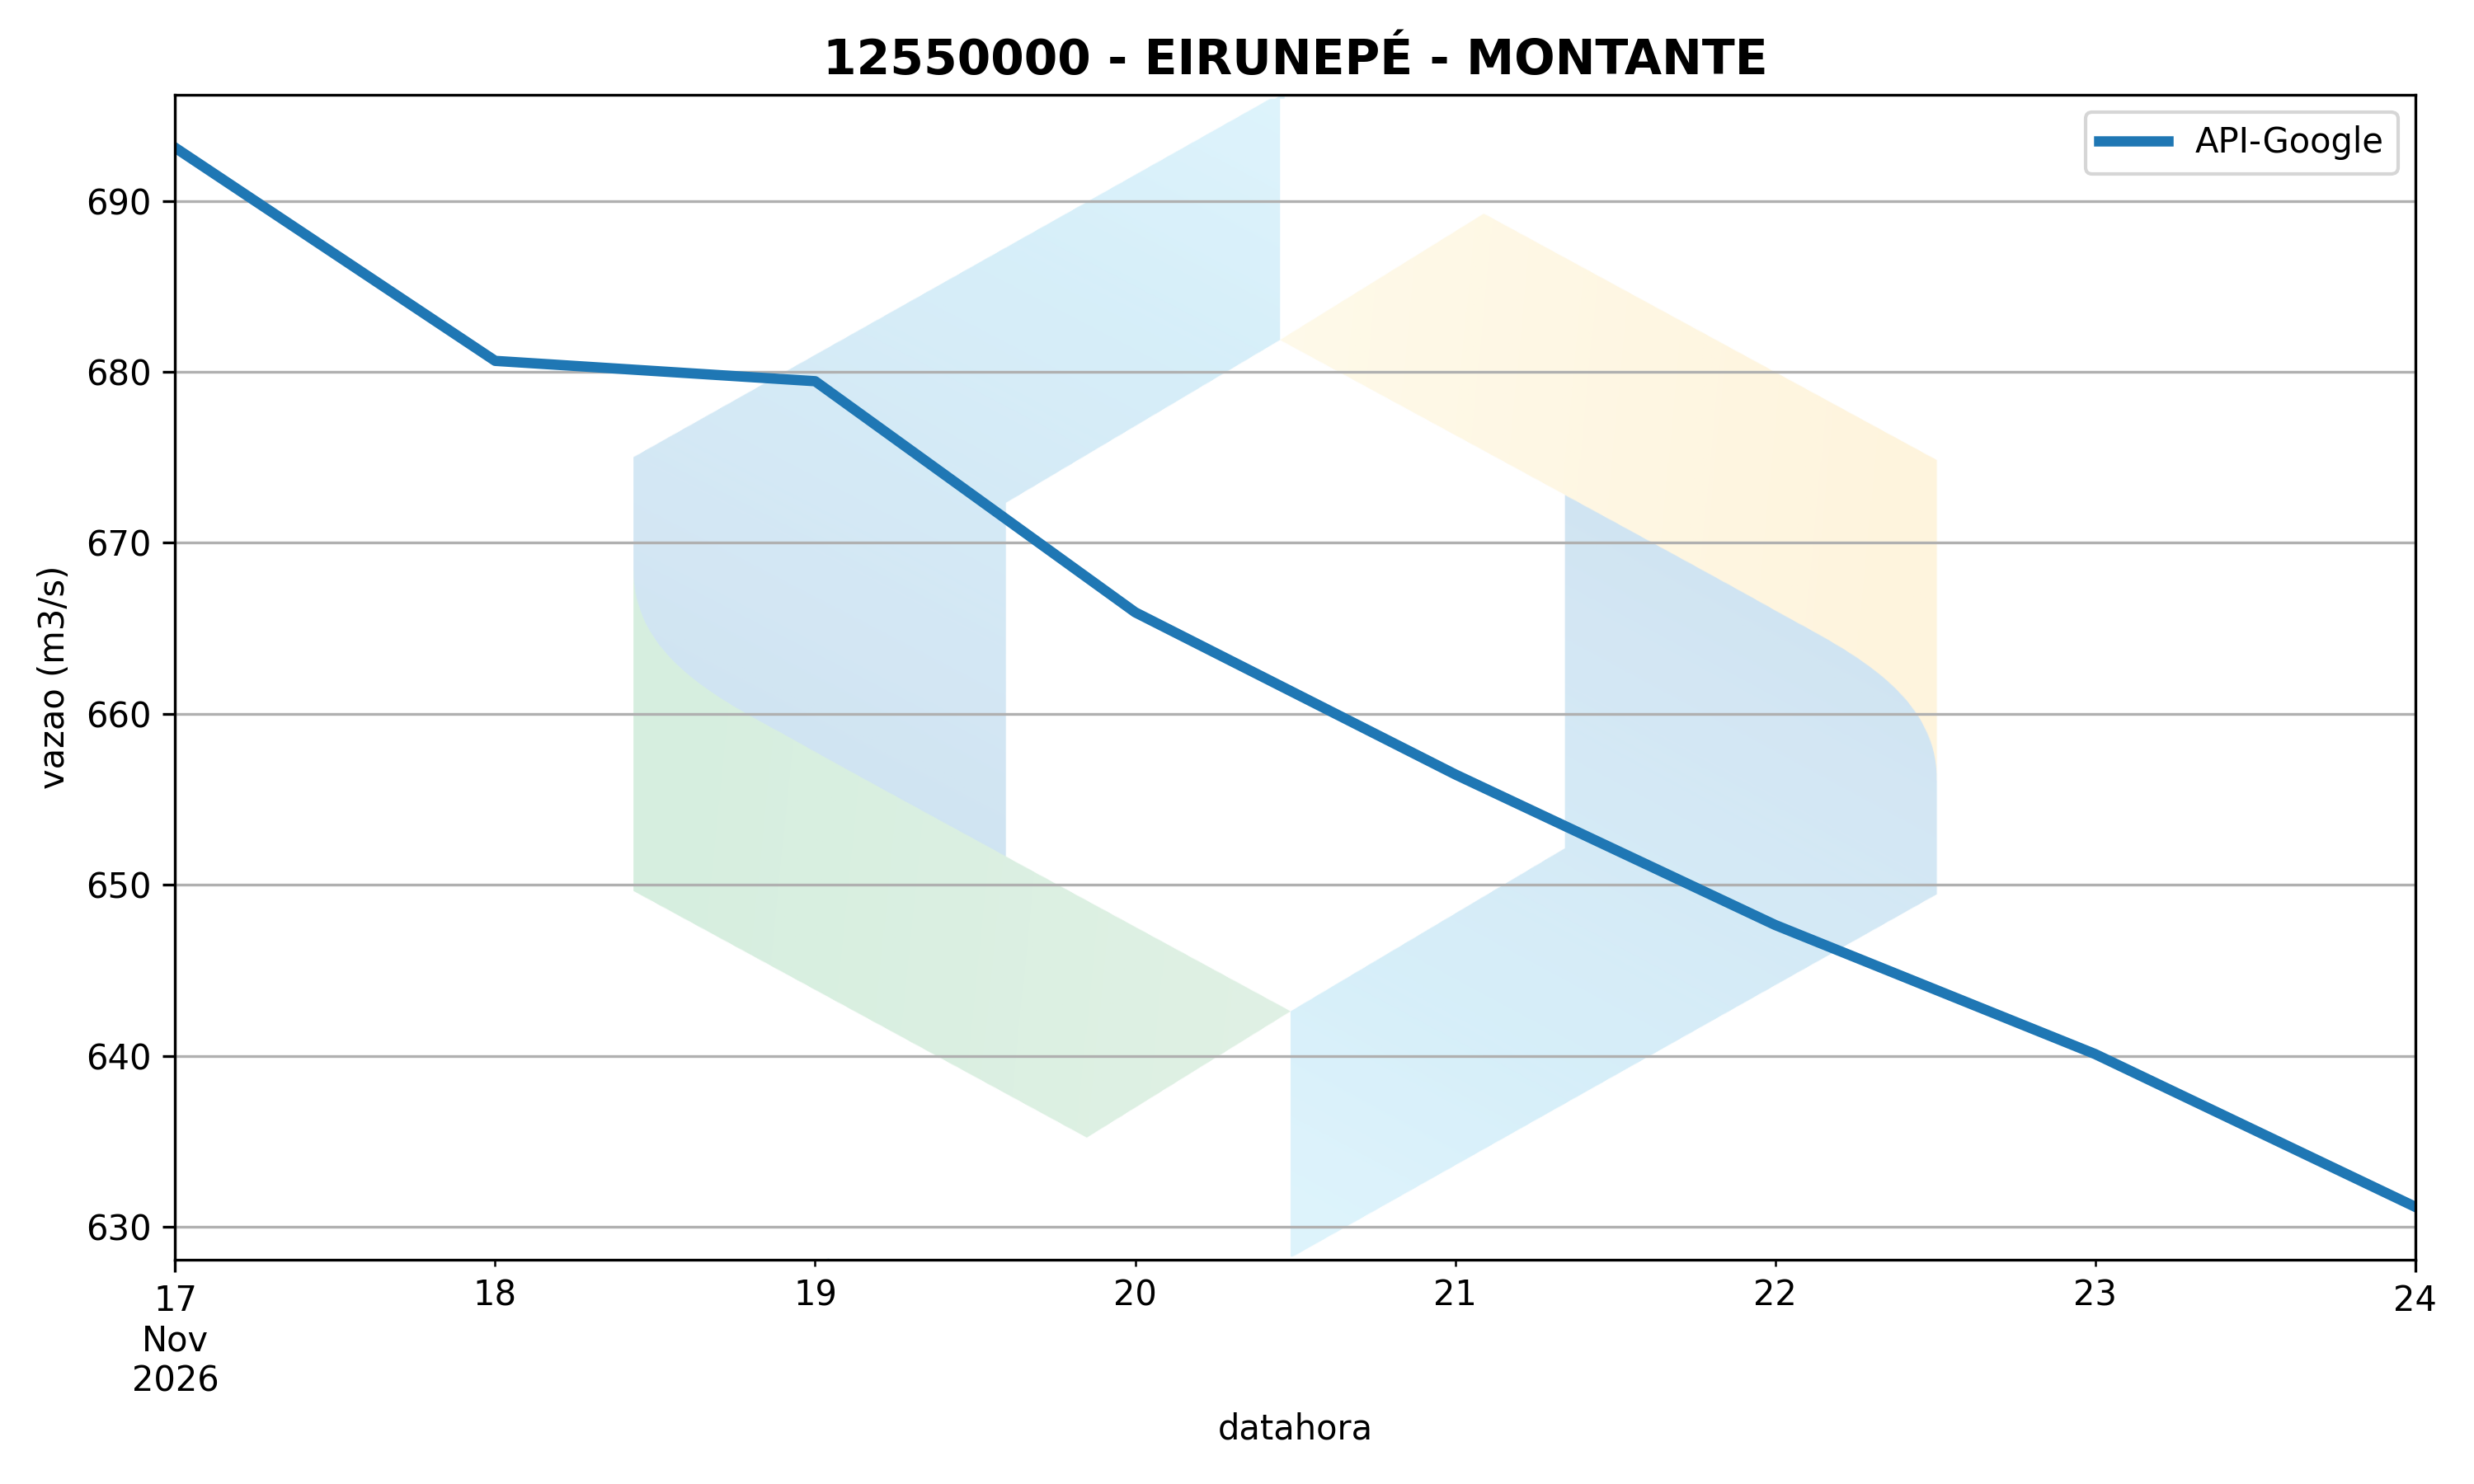 12550000 - EIRUNEPÉ - MONTANTE
API-Google
690
680
670
660
650
640
630
vazao (m3/s)
17 18 19 20 21 22 23 24
Nov
2026
datahora